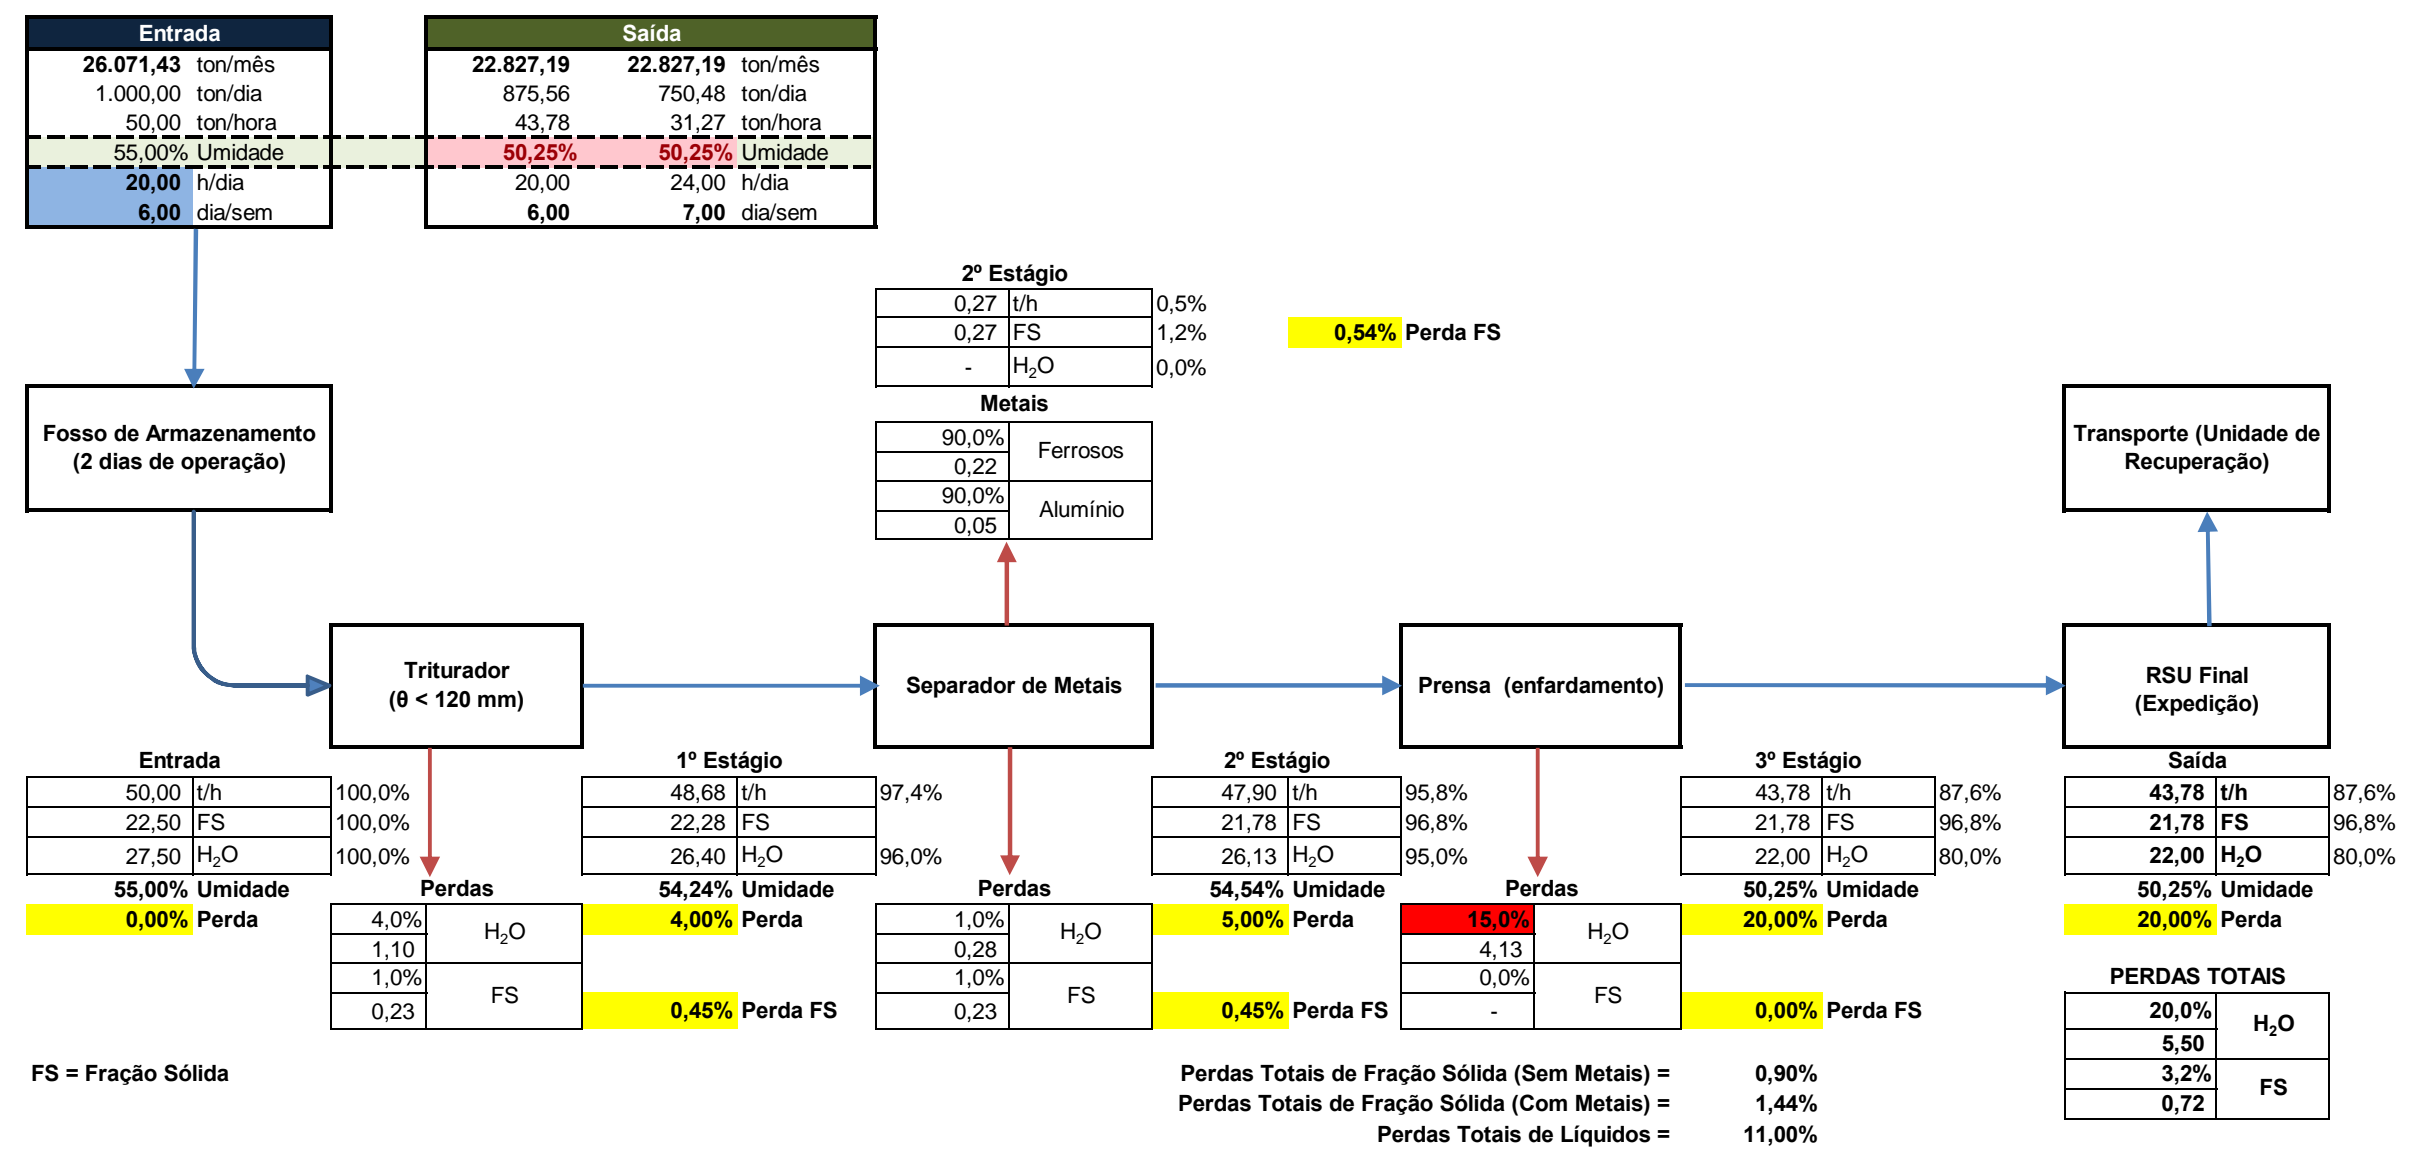 Entrada
26.071,43 ton/mês
1.000,00 ton/dia
50,00 ton/hora
55,00% Umidade
20,00 h/dia
6,00 dia/sem
Saída
22.827,19 22.827,19 ton/mês
875,56 750,48 ton/dia
43,78 31,27 ton/hora
50,25% 50,25% Umidade
20,00 24,00 h/dia
6,00 7,00 dia/sem
2º Estágio
0,27 t/h 0,5%
0,27 FS 1,2%
- H₂O 0,0%
0,54% Perda FS
Metais
90,0%
0,22
Ferrosos
90,0%
0,05
Alumínio
Fosso de Armazenamento
(2 dias de operação)
Transporte (Unidade de
Recuperação)
Triturador
(θ < 120 mm)
Separador de Metais
Prensa (enfardamento)
RSU Final
(Expedição)
Entrada
50,00 t/h 100,0%
22,50 FS 100,0%
27,50 H₂O 100,0%
55,00% Umidade
0,00% Perda
Perdas
4,0%
1,10
H₂O
1,0%
0,23
FS
1º Estágio
48,68 t/h 97,4%
22,28 FS
26,40 H₂O 96,0%
54,24% Umidade
4,00% Perda
0,45% Perda FS
Perdas
1,0%
0,28
H₂O
1,0%
0,23
FS
2º Estágio
47,90 t/h 95,8%
21,78 FS 96,8%
26,13 H₂O 95,0%
54,54% Umidade
5,00% Perda
0,45% Perda FS
Perdas
15,0%
4,13
H₂O
0,0%
-
FS
3º Estágio
43,78 t/h 87,6%
21,78 FS 96,8%
22,00 H₂O 80,0%
50,25% Umidade
20,00% Perda
0,00% Perda FS
Saída
43,78 t/h 87,6%
21,78 FS 96,8%
22,00 H₂O 80,0%
50,25% Umidade
20,00% Perda
PERDAS TOTAIS
20,0%
5,50
H₂O
3,2%
0,72
FS
FS = Fração Sólida
Perdas Totais de Fração Sólida (Sem Metais) = 0,90%
Perdas Totais de Fração Sólida (Com Metais) = 1,44%
Perdas Totais de Líquidos = 11,00%